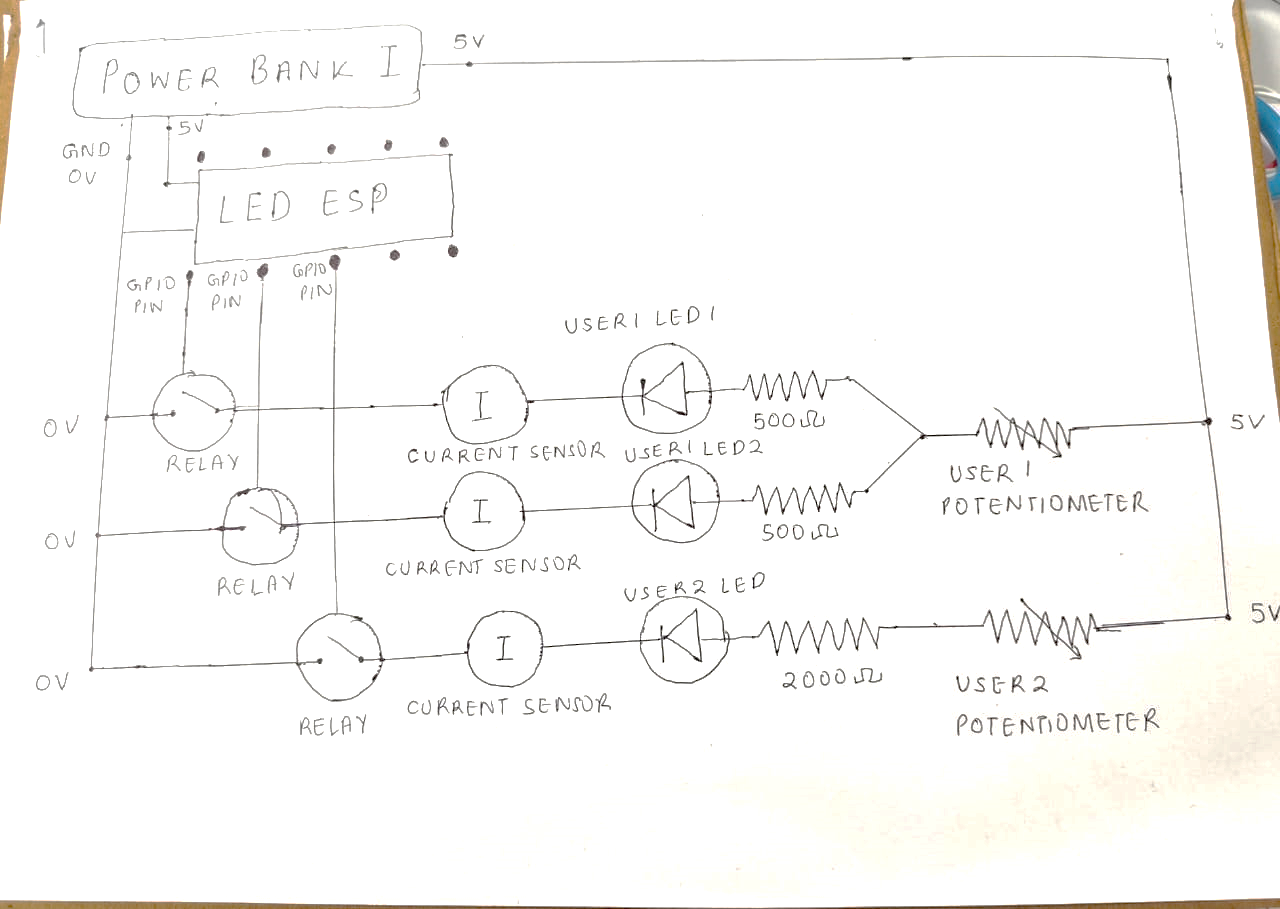 1
POWER BANK I
5V
5V
GND
0V
LED ESP
GPIO
PIN
GPIO
PIN
GPIO
PIN
USER1 LED1
I
500Ω
0V
5V
RELAY
CURRENT SENSOR
USER1 LED2
USER 1
POTENTIOMETER
I
500Ω
0V
RELAY
CURRENT SENSOR
USER2 LED
5V
I
2000Ω
0V
USER2
POTENTIOMETER
RELAY
CURRENT SENSOR